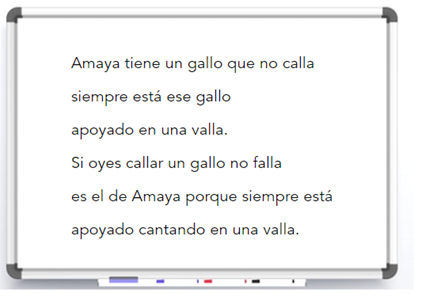 Amaya tiene un gallo que no calla
siempre está ese gallo
apoyado en una valla.
Si oyes callar un gallo no falla
es el de Amaya porque siempre está
apoyado cantando en una valla.